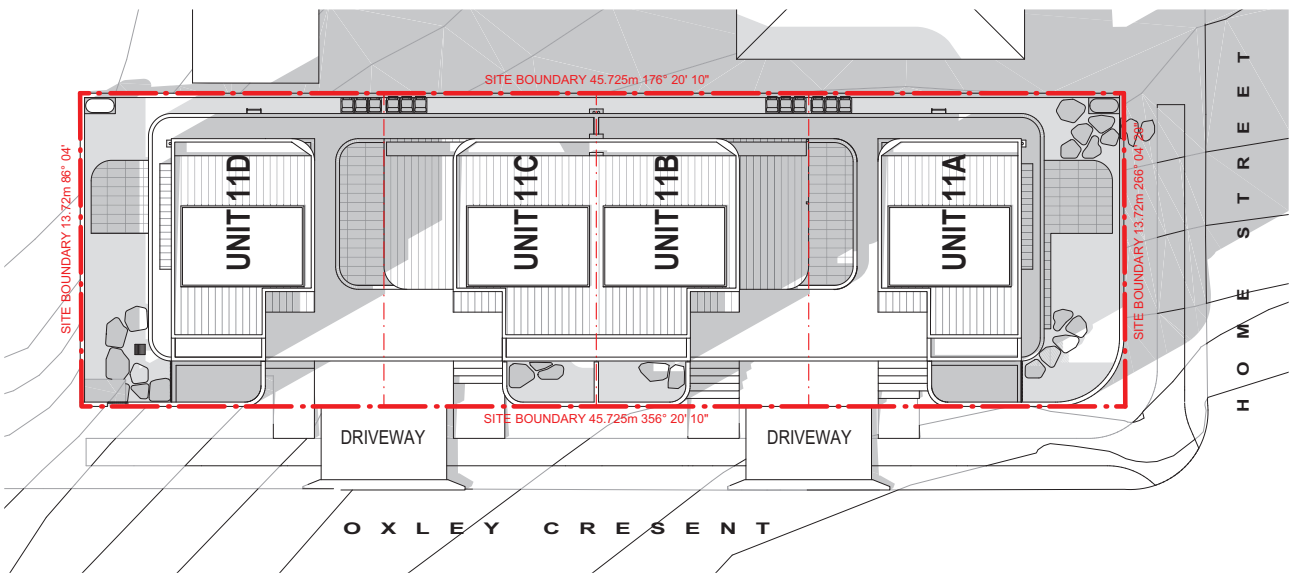 SITE BOUNDARY 45.725m 176° 20' 10"
SITE BOUNDARY 13.72m 86° 04'
UNIT 11D
UNIT 11C
UNIT 11B
UNIT 11A
SITE BOUNDARY 13.72m 266° 04' 20"
HOME STREET
SITE BOUNDARY 45.725m 356° 20' 10"
DRIVEWAY
DRIVEWAY
OXLEY CRESENT